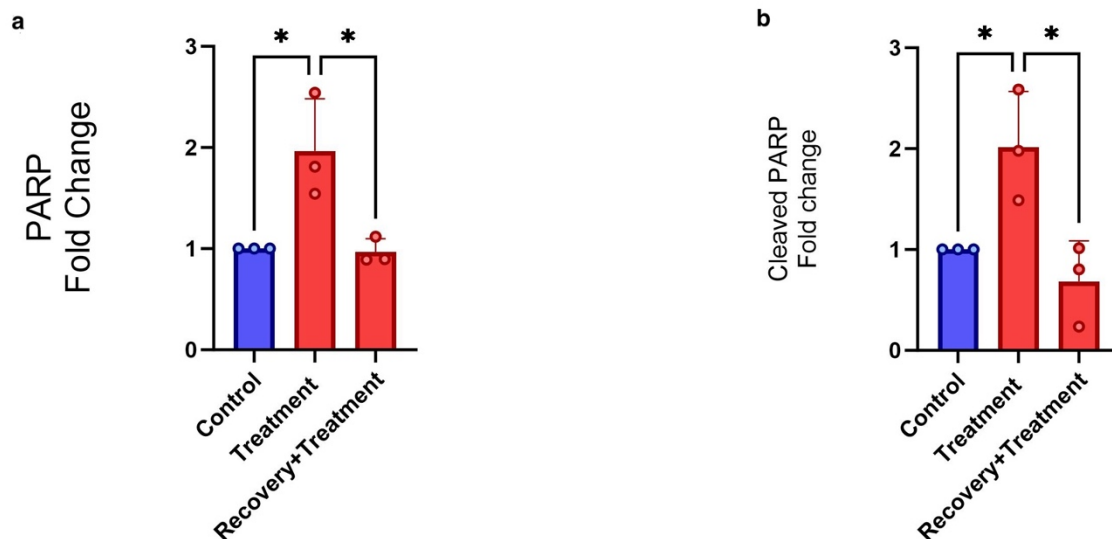 a
PARP
Fold Change
3
2
1
0
*
*
Control
Treatment
Recovery+Treatment
b
Cleaved PARP
Fold change
3
2
1
0
*
*
Control
Treatment
Recovery+Treatment